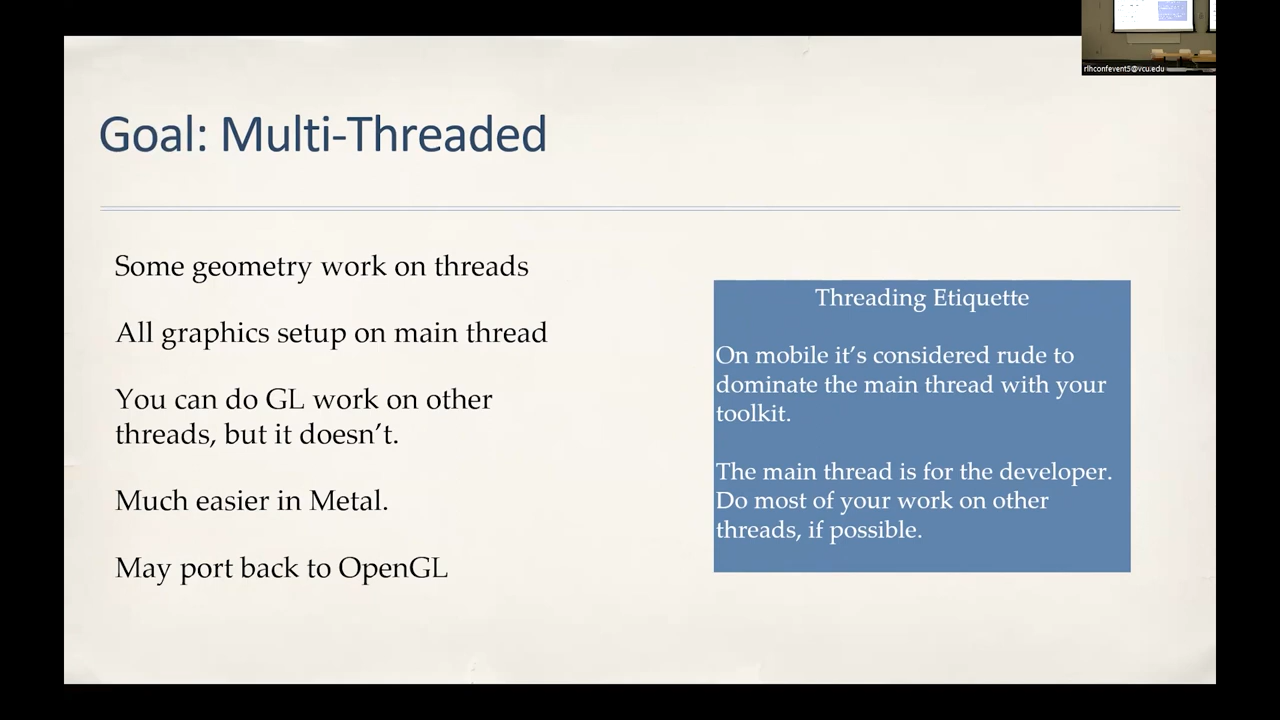 rlhconfevent5@vcu.edu
Goal: Multi-Threaded
Some geometry work on threads
All graphics setup on main thread
You can do GL work on other
threads, but it doesn’t.
Much easier in Metal.
May port back to OpenGL
Threading Etiquette
On mobile it’s considered rude to
dominate the main thread with your
toolkit.
The main thread is for the developer.
Do most of your work on other
threads, if possible.